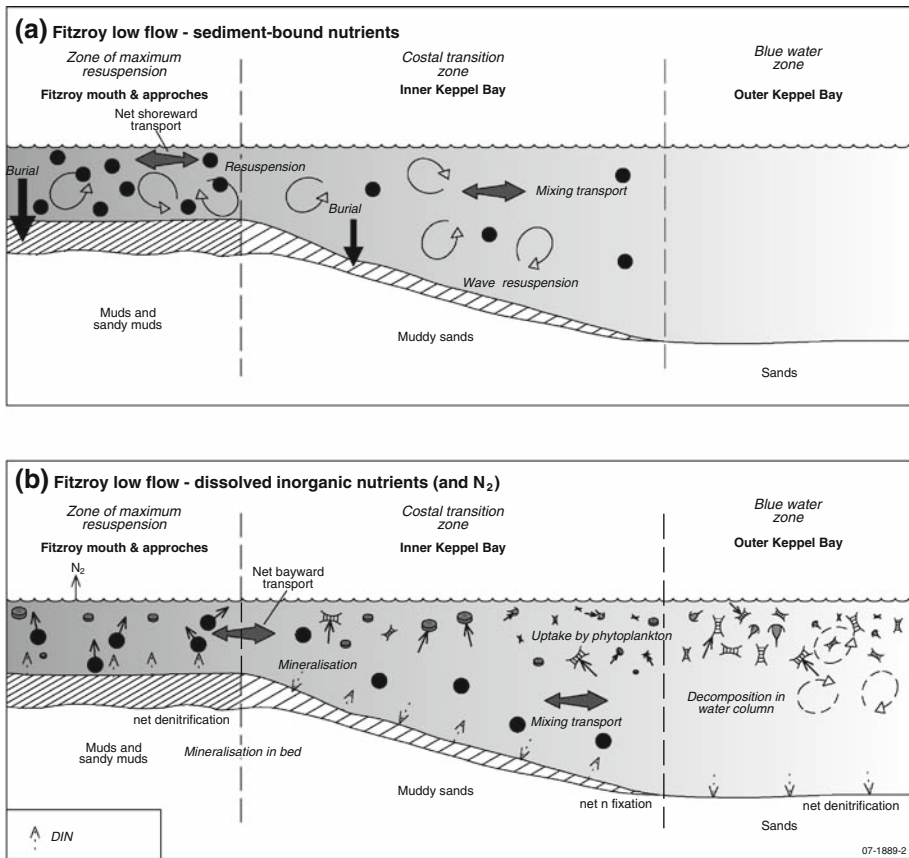 (a) Fitzroy low flow - sediment-bound nutrients
Zone of maximum
resuspension
Costal transition
zone
Blue water
zone
Fitzroy mouth & approches
Inner Keppel Bay
Outer Keppel Bay
Net shoreward
transport
Burial
Resuspension
Mixing transport
Burial
Wave resuspension
Muds and
sandy muds
Muddy sands
Sands
(b) Fitzroy low flow - dissolved inorganic nutrients (and N₂)
Zone of maximum
resuspension
Costal transition
zone
Blue water
zone
Fitzroy mouth & approches
Inner Keppel Bay
Outer Keppel Bay
N₂
Net bayward
transport
Uptake by phytoplankton
Mineralisation
Decomposition in
water column
Mixing transport
net denitrification
Muds and
sandy muds
Mineralisation in bed
Muddy sands
net n fixation
net denitrification
Sands
DIN
07-1889-2